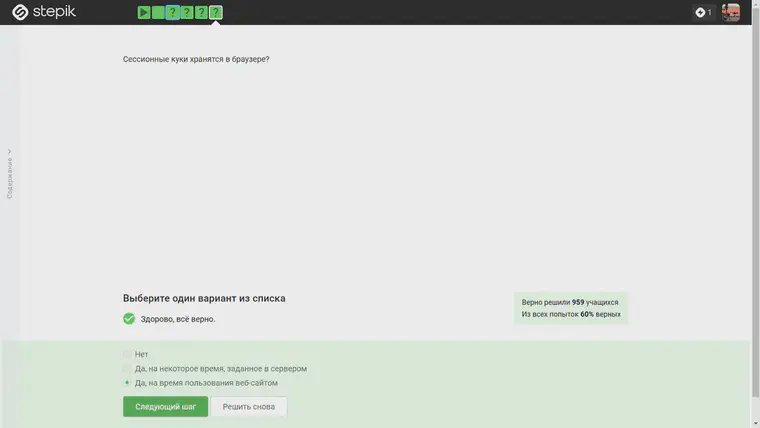 stepik
? ? ? ?
1
Сессионные куки хранятся в браузере?
Содержание
Выберите один вариант из списка
Здорово, всё верно.
Верно решили 959 учащихся
Из всех попыток 60% верных
Нет
Да, на некоторое время, заданное в сервером
Да, на время пользования веб-сайтом
Следующий шаг
Решить снова